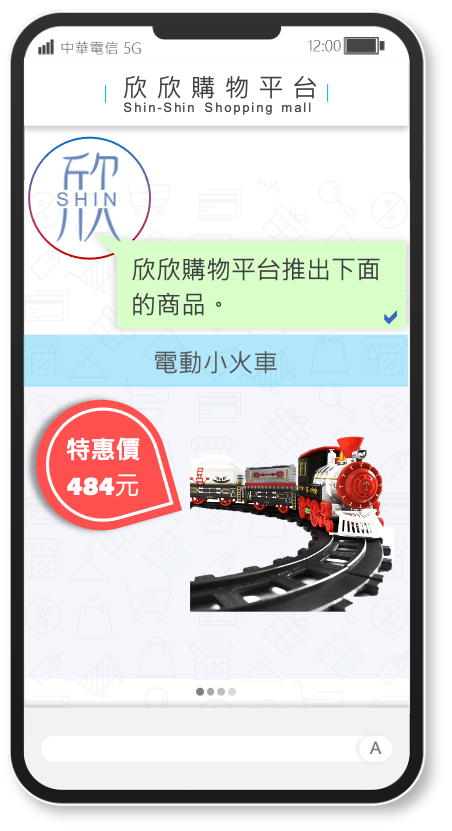 中華電信 5G
12:00
欣欣購物平台
Shin-Shin Shopping mall
欣
SHIN
欣欣購物平台推出下面
的商品。
電動小火車
特惠價
484元
A